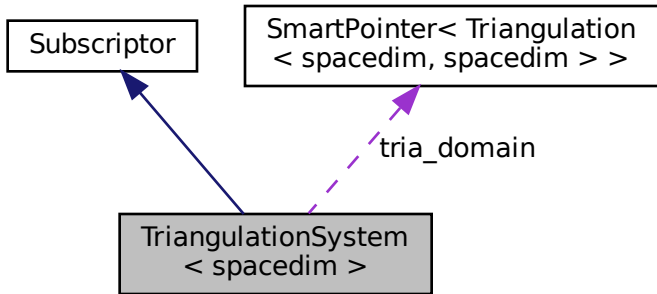 Subscriptor
SmartPointer< Triangulation
< spacedim, spacedim > >
tria_domain
TriangulationSystem
< spacedim >